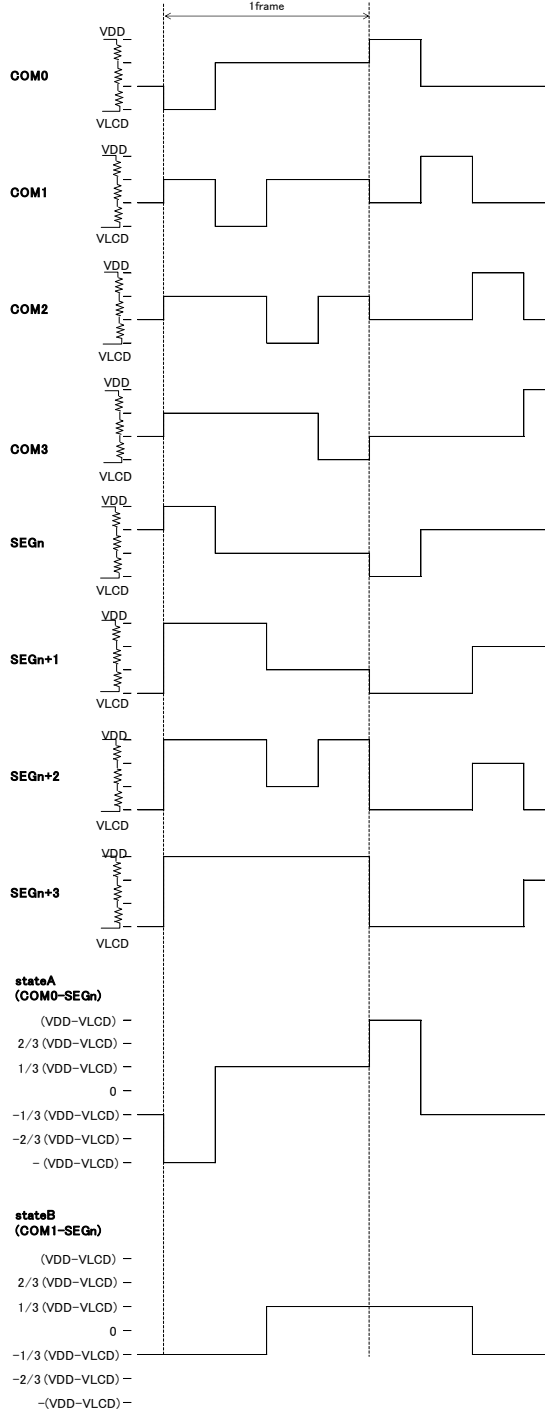 1frame
VDD
COM0
VLCD
VDD
COM1
VLCD
VDD
COM2
VLCD
VDD
COM3
VLCD
VDD
SEGn
VLCD
VDD
SEGn+1
VLCD
VDD
SEGn+2
VLCD
VDD
SEGn+3
VLCD
stateA
(COM0-SEGn)
(VDD-VLCD)
2/3(VDD-VLCD)
1/3(VDD-VLCD)
0
-1/3(VDD-VLCD)
-2/3(VDD-VLCD)
-(VDD-VLCD)
stateB
(COM1-SEGn)
(VDD-VLCD)
2/3(VDD-VLCD)
1/3(VDD-VLCD)
0
-1/3(VDD-VLCD)
-2/3(VDD-VLCD)
-(VDD-VLCD)